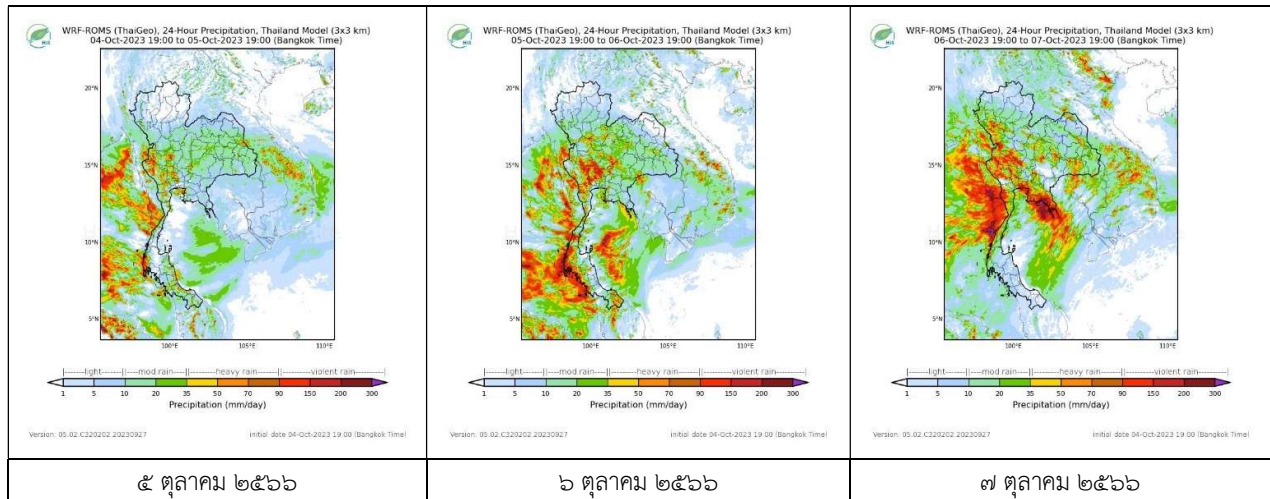 WRF-ROMS (ThaiGeo), 24-Hour Precipitation, Thailand Model (3x3 km)
04-Oct-2023 19:00 to 05-Oct-2023 19:00 (Bangkok Time)
20°N
15°N
10°N
5°N
100°E 105°E 110°E
|-------light-------||----mod rain----||-------heavy rain-------||-------violent rain-------|
1 5 10 20 35 50 70 90 150 200 300
Precipitation (mm/day)
Version: 05.02.C320202.20230927 initial date 04-Oct-2023 19:00 (Bangkok Time)
๕ ตุลาคม ๒๕๖๖
WRF-ROMS (ThaiGeo), 24-Hour Precipitation, Thailand Model (3x3 km)
05-Oct-2023 19:00 to 06-Oct-2023 19:00 (Bangkok Time)
20°N
15°N
10°N
5°N
100°E 105°E 110°E
|-------light-------||----mod rain----||-------heavy rain-------||-------violent rain-------|
1 5 10 20 35 50 70 90 150 200 300
Precipitation (mm/day)
Version: 05.02.C320202.20230927 initial date 04-Oct-2023 19:00 (Bangkok Time)
๖ ตุลาคม ๒๕๖๖
WRF-ROMS (ThaiGeo), 24-Hour Precipitation, Thailand Model (3x3 km)
06-Oct-2023 19:00 to 07-Oct-2023 19:00 (Bangkok Time)
20°N
15°N
10°N
5°N
100°E 105°E 110°E
|-------light-------||----mod rain----||-------heavy rain-------||-------violent rain-------|
1 5 10 20 35 50 70 90 150 200 300
Precipitation (mm/day)
Version: 05.02.C320202.20230927 initial date 04-Oct-2023 19:00 (Bangkok Time)
๗ ตุลาคม ๒๕๖๖